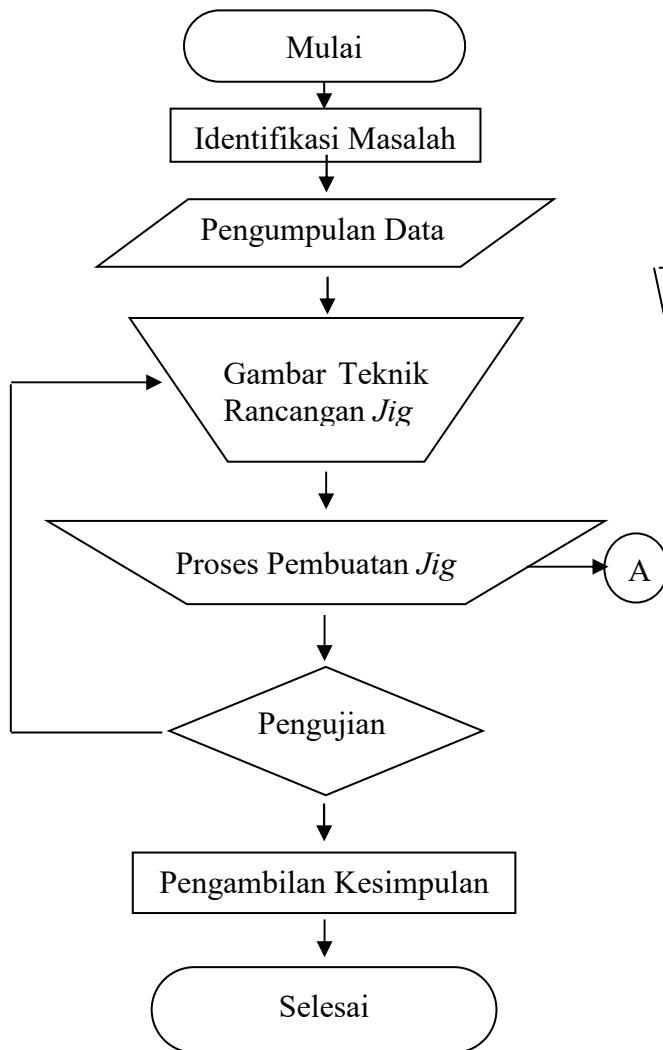 Mulai
Identifikasi Masalah
Pengumpulan Data
Gambar Teknik
Rancangan Jig
Proses Pembuatan Jig
A
Pengujian
Pengambilan Kesimpulan
Selesai